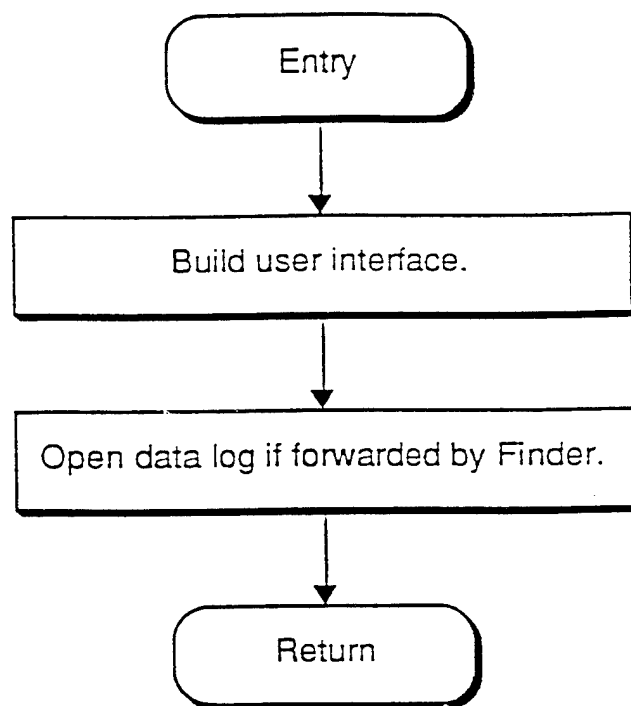 Entry
Build user interface.
Open data log if forwarded by Finder.
Return